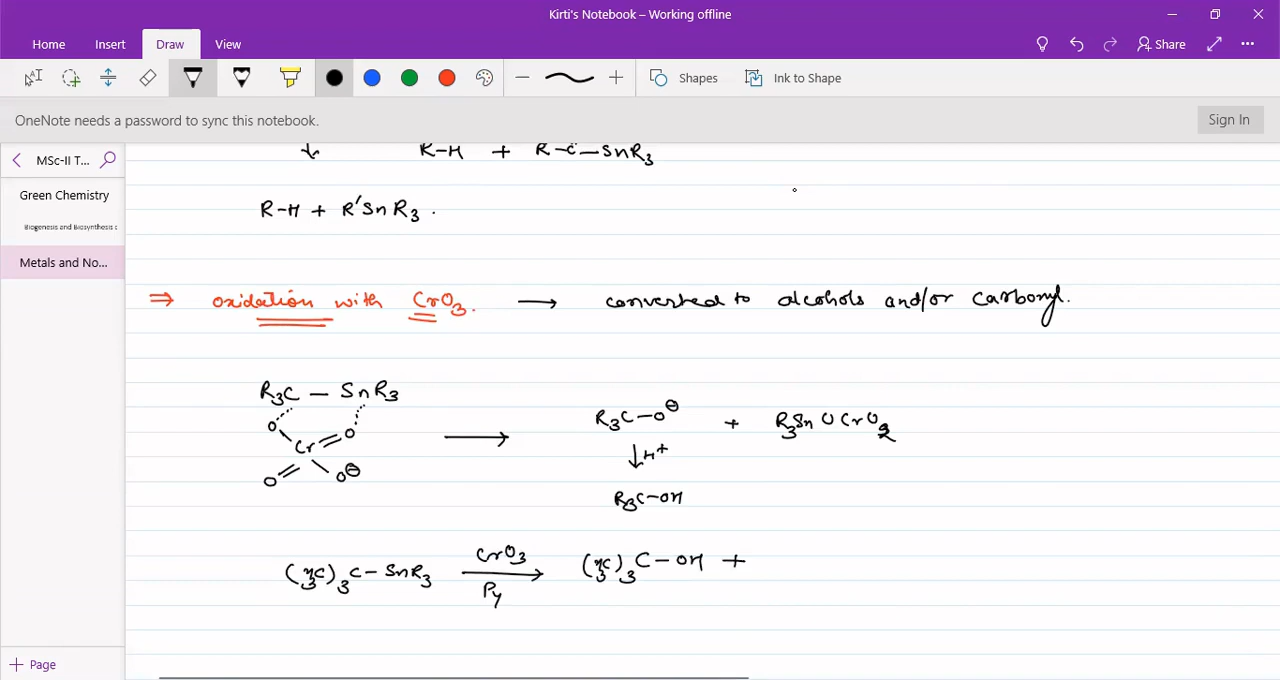 Kirti's Notebook – Working offline
Home Insert Draw View Share
Shapes Ink to Shape
OneNote needs a password to sync this notebook. Sign In
MSc-II T...
Green Chemistry
Biogenesis and Biosynthesis o
Metals and No...
R-H + R-C-SnR3
R-H + R'SnR3.
⇒ oxidation with CrO3. → converted to alcohols and/or carbonyl.
R3C – SnR3
O O
Cr
O O⊖
→ R3C–O⊖ + R3SnOCrO2
↓H+
R3C–OH
(H3C)3C–SnR3 CrO3 / Py → (H3C)3C–OH +
+ Page